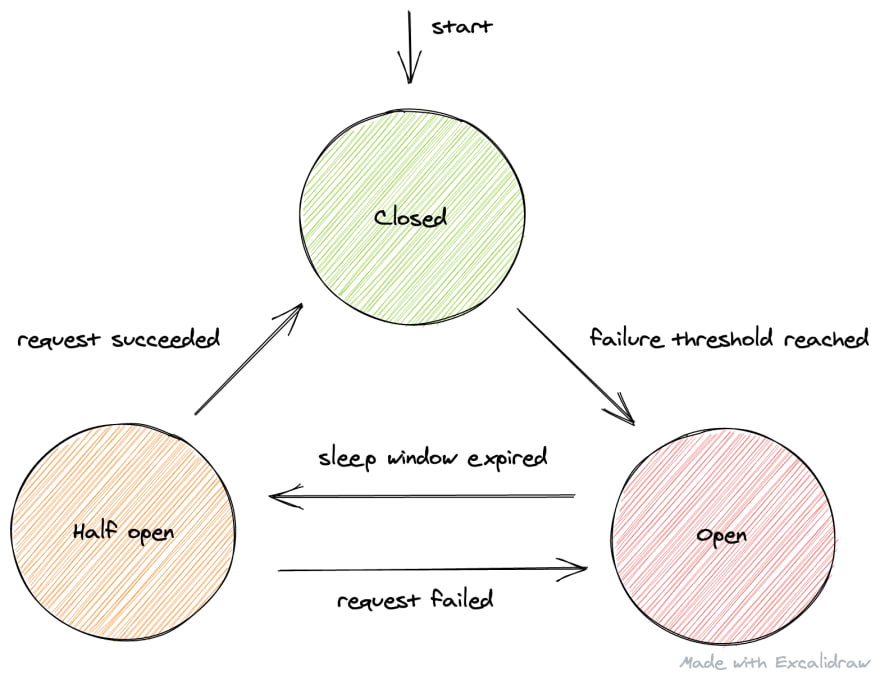 start
Closed
request succeeded
failure threshold reached
sleep window expired
Half open
Open
request failed
Made with Excalidraw